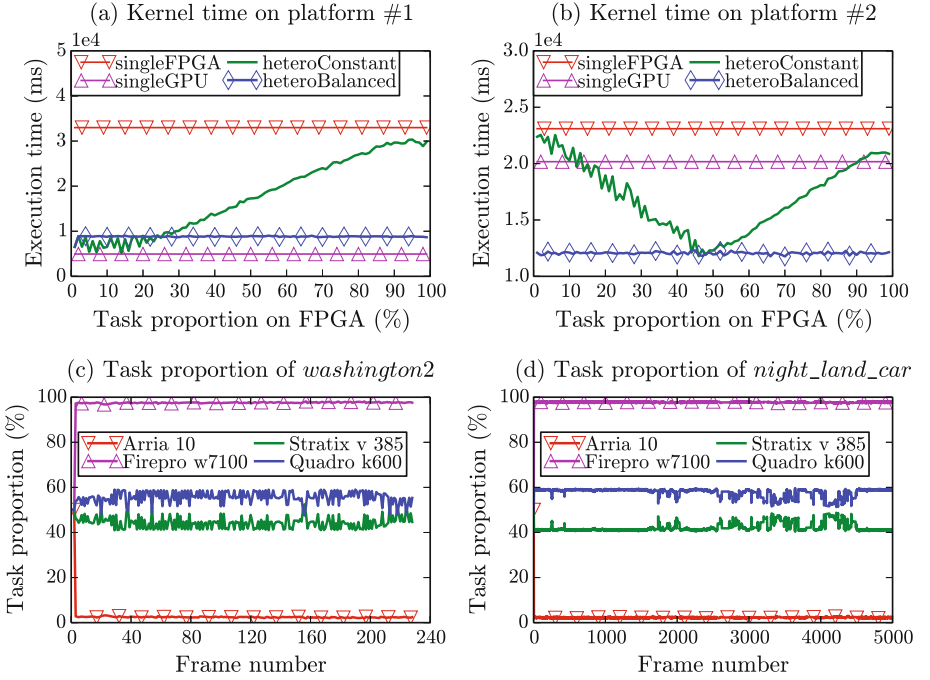 (a) Kernel time on platform #1
1e4
5
4
3
2
1
0
Execution time (ms)
singleFPGA
singleGPU
heteroConstant
heteroBalanced
0 10 20 30 40 50 60 70 80 90 100
Task proportion on FPGA (%)
(b) Kernel time on platform #2
1e4
3.0
2.5
2.0
1.5
1.0
Execution time (ms)
singleFPGA
singleGPU
heteroConstant
heteroBalanced
0 10 20 30 40 50 60 70 80 90 100
Task proportion on FPGA (%)
(c) Task proportion of washington2
100
80
60
40
20
0
Task proportion (%)
Arria 10
Firepro w7100
Stratix v 385
Quadro k600
0 40 80 120 160 200 240
Frame number
(d) Task proportion of night_land_car
100
80
60
40
20
0
Task proportion (%)
Arria 10
Firepro w7100
Stratix v 385
Quadro k600
0 1000 2000 3000 4000 5000
Frame number